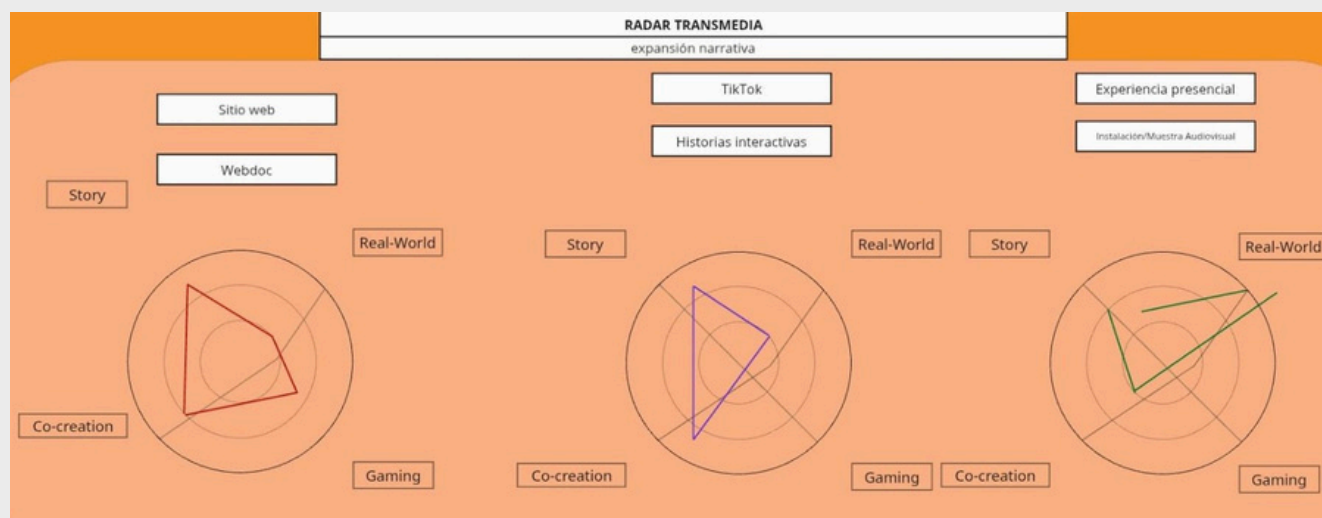 RADAR TRANSMEDIA
expansión narrativa
Sitio web
Webdoc
TikTok
Historias interactivas
Experiencia presencial
Instalación/Muestra Audiovisual
Story
Real-World
Co-creation
Gaming
Story
Real-World
Co-creation
Gaming
Story
Real-World
Co-creation
Gaming